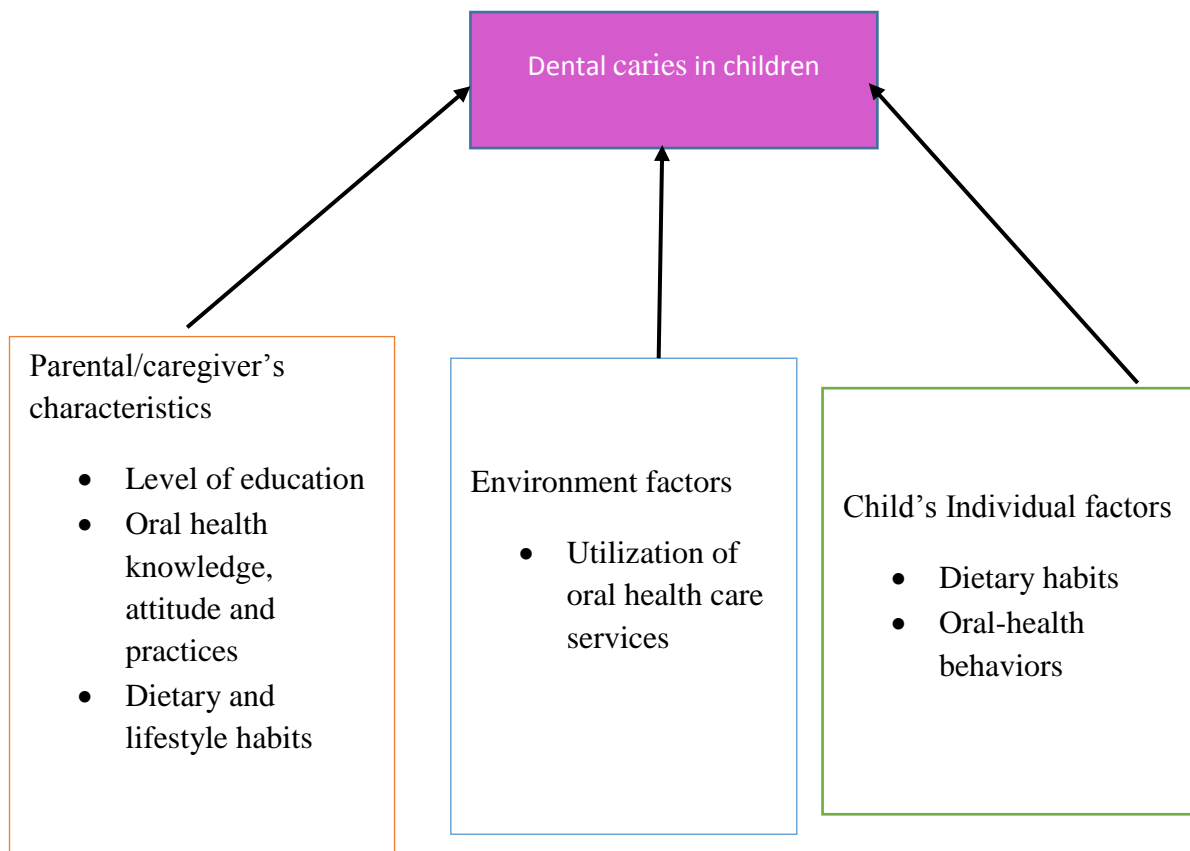 Dental caries in children
Parental/caregiver’s
characteristics
• Level of education
• Oral health
knowledge,
attitude and
practices
• Dietary and
lifestyle habits
Environment factors
• Utilization of
oral health care
services
Child’s Individual factors
• Dietary habits
• Oral-health
behaviors